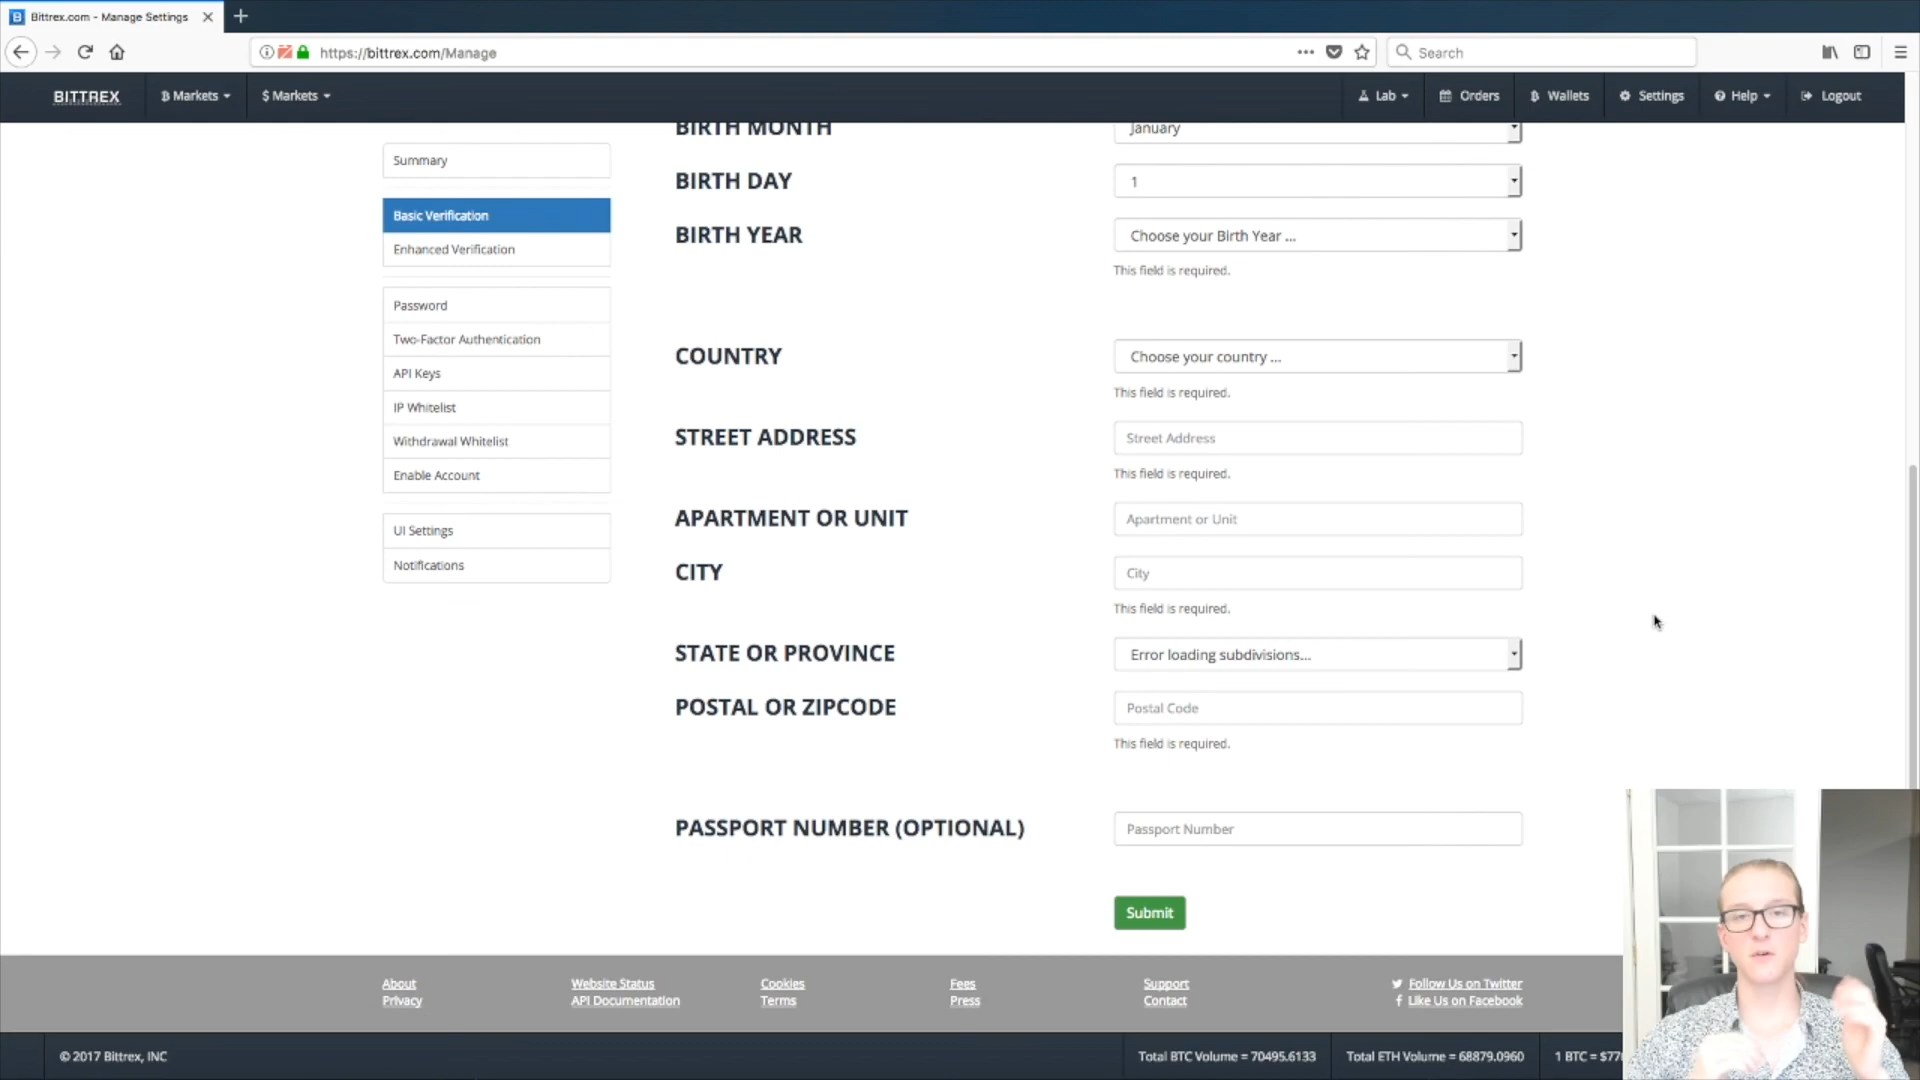 Bittrex.com - Manage Settings
https://bittrex.com/Manage
Search
BITTREX
Markets
$ Markets
Lab
Orders
Wallets
Settings
Help
Logout
Summary
Basic Verification
Enhanced Verification
Password
Two-Factor Authentication
API Keys
IP Whitelist
Withdrawal Whitelist
Enable Account
UI Settings
Notifications
BIRTH MONTH
January
BIRTH DAY
1
BIRTH YEAR
Choose your Birth Year ...
This field is required.
COUNTRY
Choose your country ...
This field is required.
STREET ADDRESS
Street Address
This field is required.
APARTMENT OR UNIT
Apartment or Unit
CITY
City
This field is required.
STATE OR PROVINCE
Error loading subdivisions...
POSTAL OR ZIPCODE
Postal Code
This field is required.
PASSPORT NUMBER (OPTIONAL)
Passport Number
Submit
About
Privacy
Website Status
API Documentation
Cookies
Terms
Fees
Press
Support
Contact
Follow Us on Twitter
Like Us on Facebook
© 2017 Bittrex, INC
Total BTC Volume = 70495.6133
Total ETH Volume = 68879.0960
1 BTC = $77